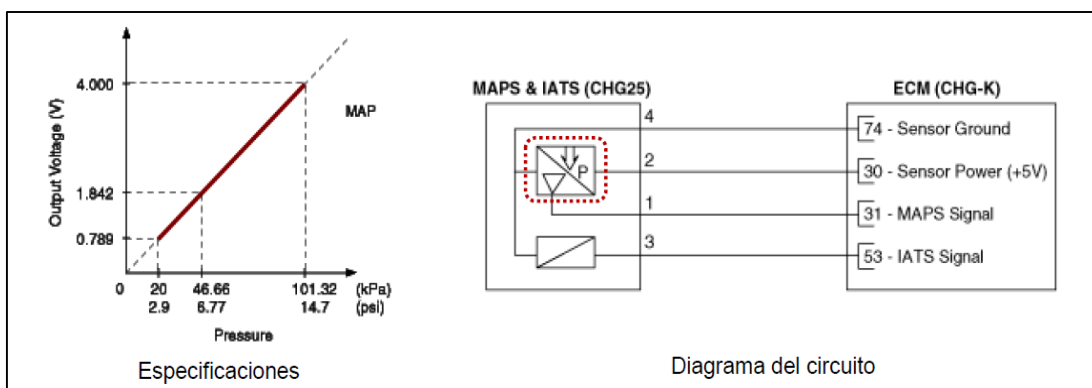 4.000
MAP
1.842
0.789
Output Voltage (V)
0 20 46.66 101.32 (kPa)
2.9 6.77 14.7 (psi)
Pressure
Especificaciones
MAPS & IATS (CHG25)
ECM (CHG-K)
P
4
74 - Sensor Ground
2
30 - Sensor Power (+5V)
1
31 - MAPS Signal
3
53 - IATS Signal
Diagrama del circuito